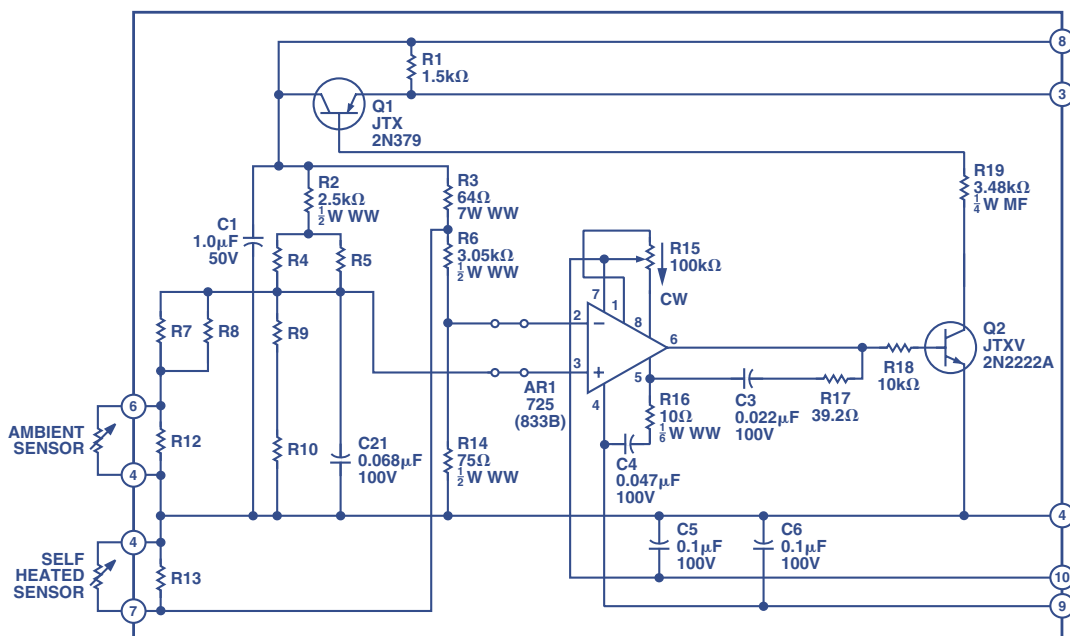 8
R1
1.5kΩ
3
Q1
JTX
2N379
R19
3.48kΩ
1/4 W MF
R2
2.5kΩ
1/2 W WW
R3
64Ω
7W WW
C1
1.0µF
50V
R4
R5
R6
3.05kΩ
1/2 W WW
R15
100kΩ
CW
7
1
8
R7
R8
R9
2
−
6
3
+
5
4
AR1
725
(833B)
Q2
JTXV
2N2222A
R18
10kΩ
6
AMBIENT
SENSOR
4
R12
R10
C21
0.068µF
100V
R14
75Ω
1/2 W WW
R16
10Ω
1/6 W WW
C3
0.022µF
100V
R17
39.2Ω
C4
0.047µF
100V
4
4
SELF
HEATED
SENSOR
7
R13
C5
0.1µF
100V
C6
0.1µF
100V
10
9